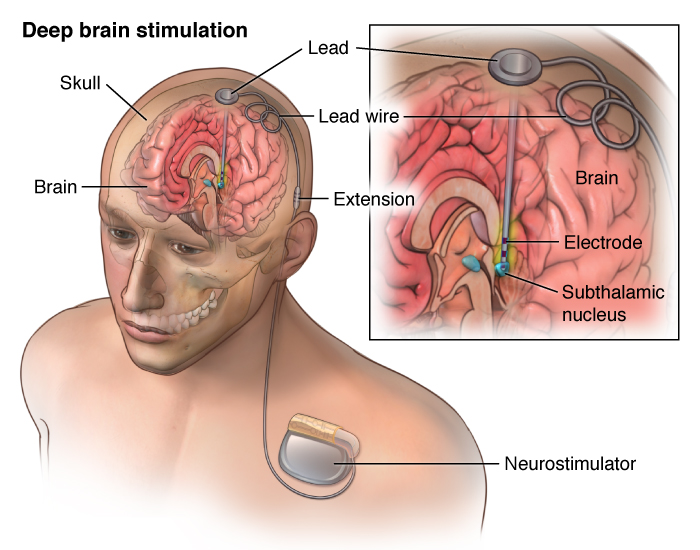 Deep brain stimulation
Lead
Skull
Lead wire
Brain
Extension
Brain
Electrode
Subthalamic
nucleus
Neurostimulator